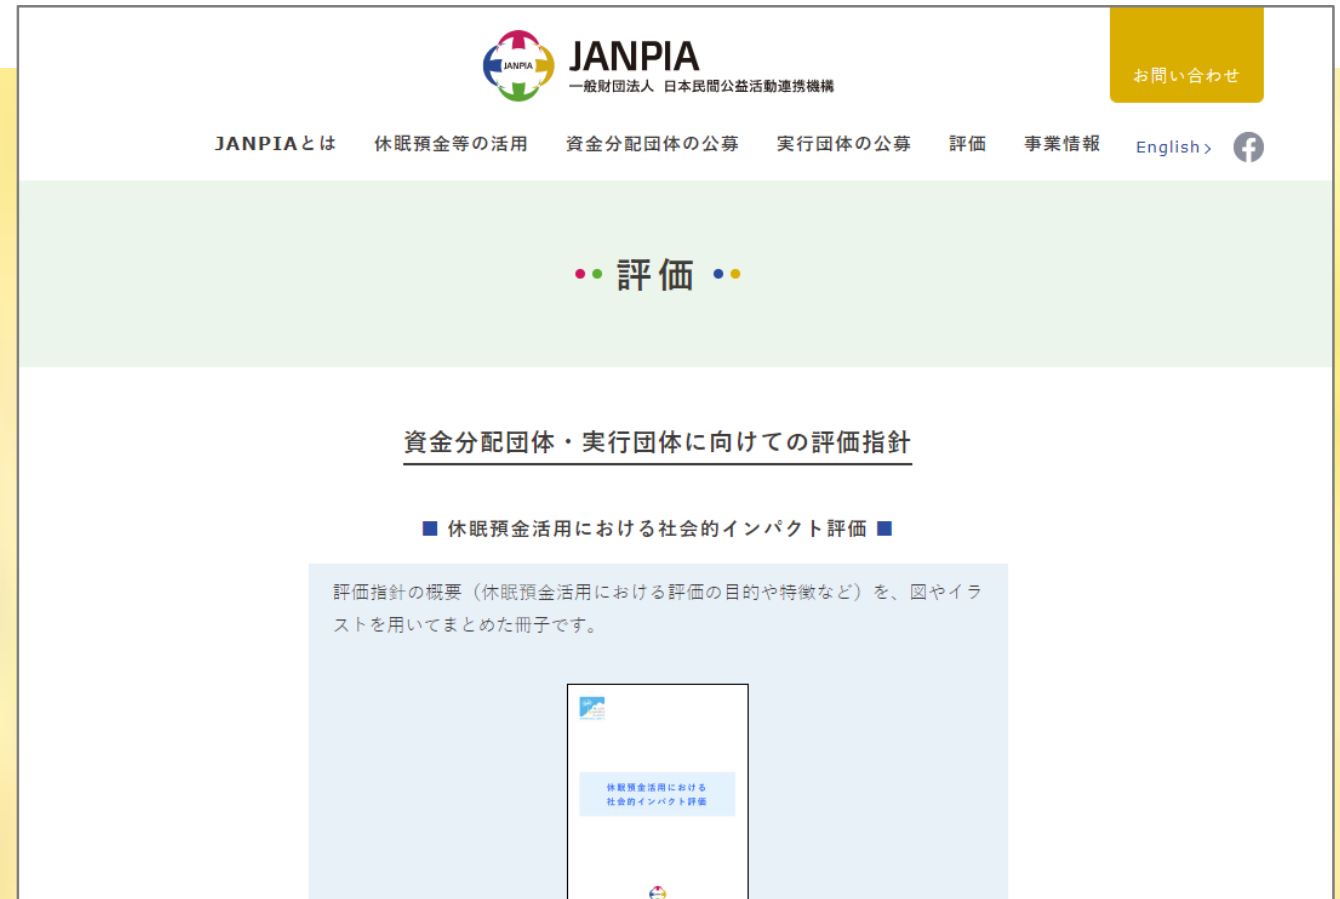 JANPIA
JANPIA
一般財団法人 日本民間公益活動連携機構
お問い合わせ
JANPIAとは 休眠預金等の活用 資金分配団体の公募 実行団体の公募 評価 事業情報 English
評価
資金分配団体・実行団体に向けての評価指針
■ 休眠預金活用における社会的インパクト評価 ■
評価指針の概要（休眠預金活用における評価の目的や特徴など）を、図やイラ
ストを用いてまとめた冊子です。
休眠預金活用における
社会的インパクト評価